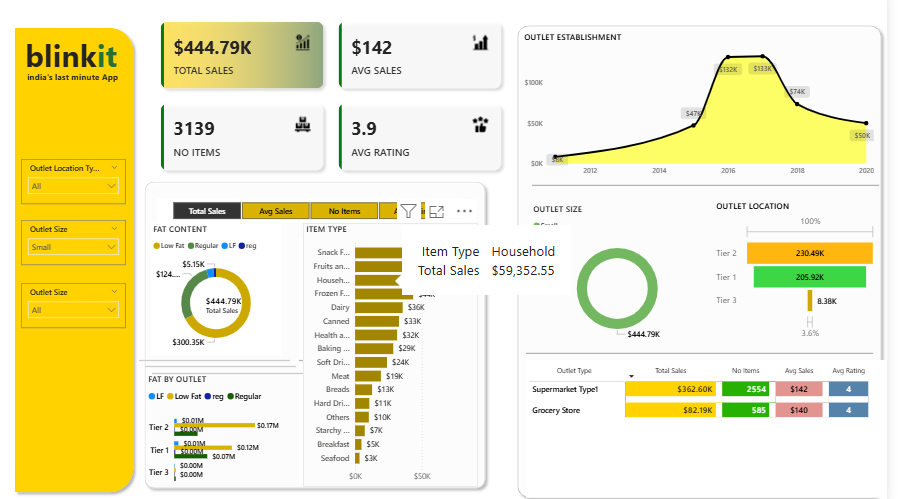 blinkit
india's last minute App
Outlet Location Ty...
All
Outlet Size
Small
Outlet Size
All
$444.79K
TOTAL SALES
$142
AVG SALES
3139
NO ITEMS
3.9
AVG RATING
Total Sales
Avg Sales
No Items
FAT CONTENT
Low Fat Regular LF reg
$5.15K
$124....
$444.79K
Total Sales
$300.35K
FAT BY OUTLET
LF Low Fat reg Regular
Tier 2
$0.01M
$0.17M
$0.00M
Tier 1
$0.01M
$0.12M
$0.00M
$0.07M
Tier 3
$0.00M
$0.00M
ITEM TYPE
Snack F...
Fruits an...
Househ...
Frozen F...
Dairy $36K
Canned $33K
Health a... $32K
Baking ... $29K
Soft Dri... $24K
Meat $19K
Breads $13K
Hard Dri... $11K
Others $10K
Starchy ... $7K
Breakfast $5K
Seafood $3K
$0K $50K
Item Type Household
Total Sales $59,352.55
OUTLET ESTABLISHMENT
$100K
$50K
$0K
$6K
$47K
$132K
$133K
$74K
$50K
2012 2014 2016 2018 2020
OUTLET SIZE
$444.79K
OUTLET LOCATION
100%
Tier 2 230.49K
Tier 1 205.92K
Tier 3 8.38K
3.6%
Outlet Type Total Sales No Items Avg Sales Avg Rating
Supermarket Type1 $362.60K 2554 $142 4
Grocery Store $82.19K 585 $140 4